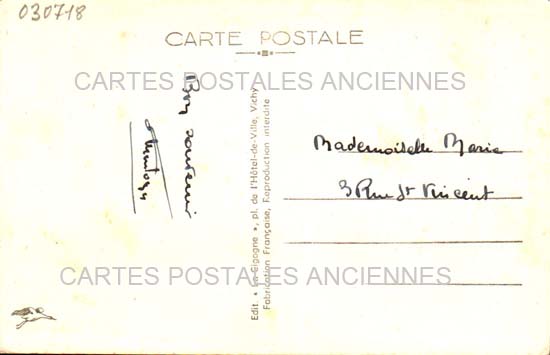 030718
CARTE POSTALE
CARTES POSTALES ANCIENNES
Bon souvenir
Mademoiselle Marie
3 Rue St Vincent
Edit. « La Cigogne », pl. de l'Hôtel-de-Ville, Vichy
Fabrication Française, Reproduction interdite
CARTES POSTALES ANCIENNES